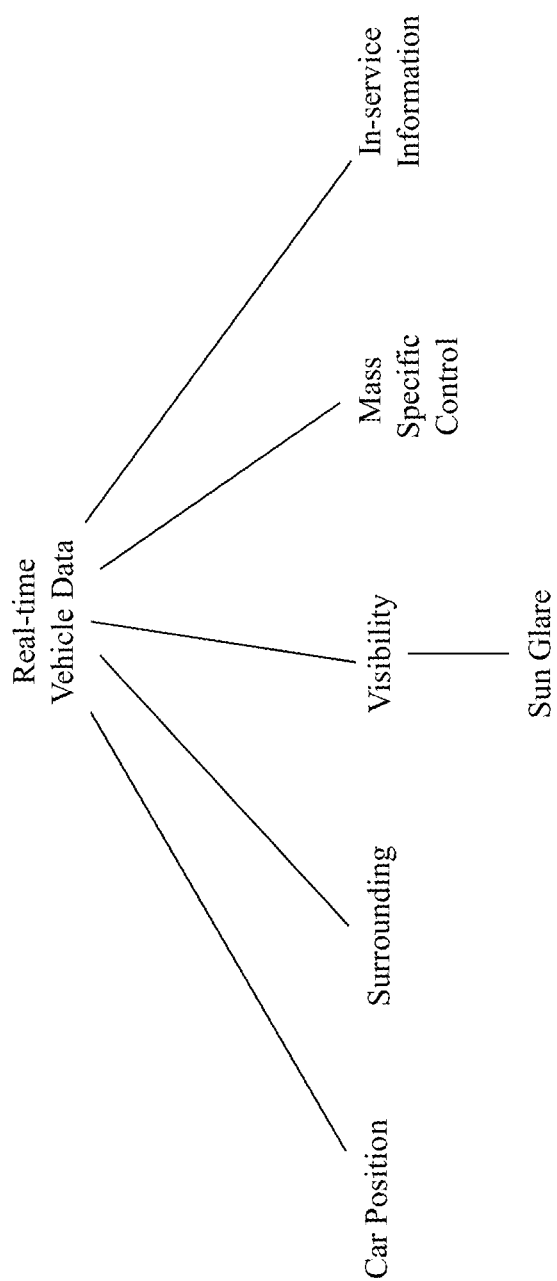 Real-time
Vehicle Data
Car Position
Surrounding
Visibility
Mass
Specific
Control
In-service
Information
Sun Glare